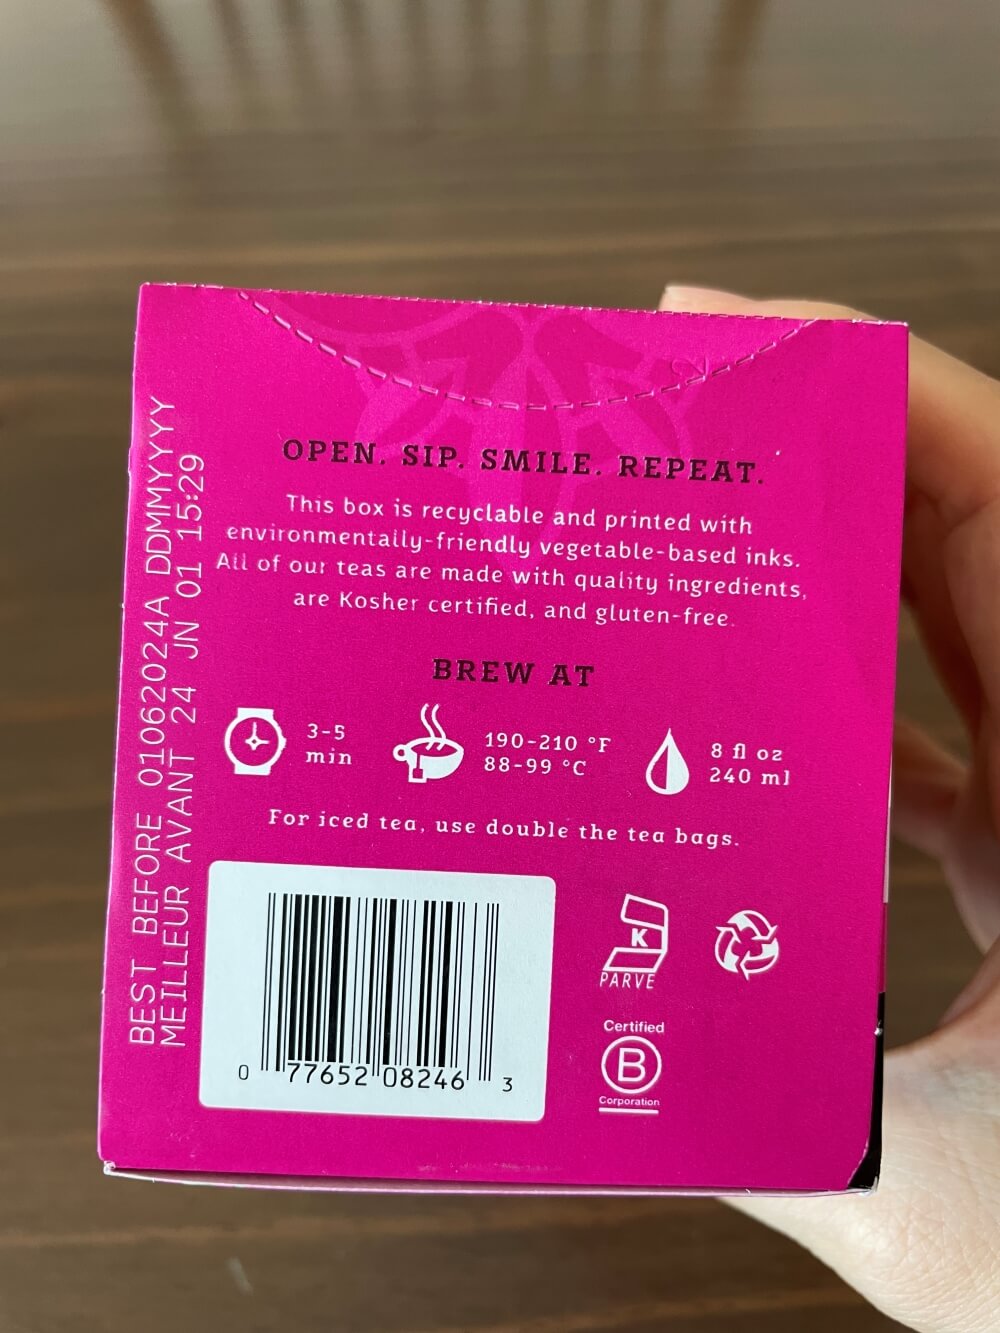 OPEN. SIP. SMILE. REPEAT.
This box is recyclable and printed with
environmentally-friendly vegetable-based inks.
All of our teas are made with quality ingredients,
are Kosher certified, and gluten-free.
BREW AT
3-5
min
190-210 °F
88-99 °C
8 fl oz
240 ml
For iced tea, use double the tea bags.
0 77652 08246 3
K
PARVE
Certified
B
Corporation
BEST BEFORE 01062024A DDMMYYYY
MEILLEUR AVANT 24 JN 01 15:29